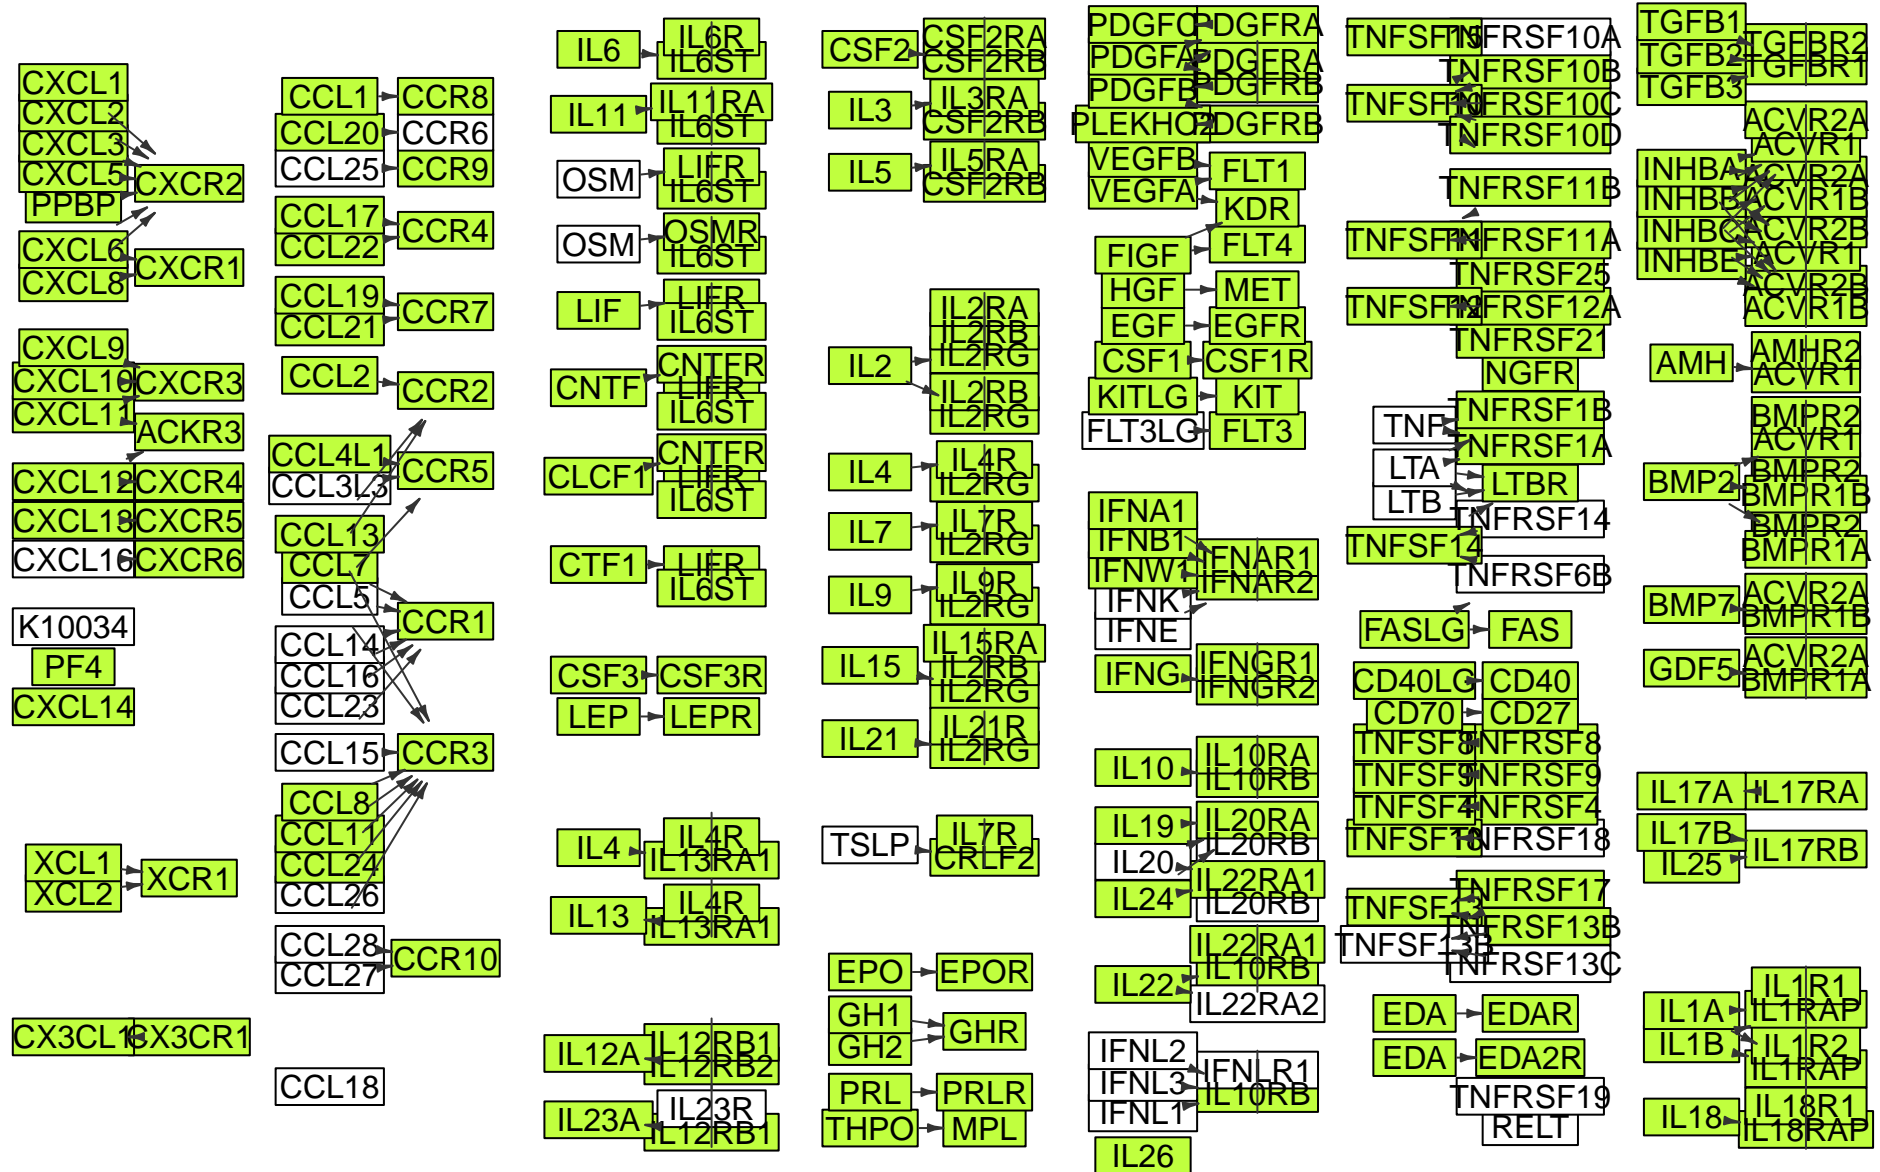 CXCL1
CXCL2
CXCL3
CXCL5
PPBP
CXCR2
CXCL6
CXCL8
CXCR1
CXCL9
CXCL10
CXCL11
CXCR3
ACKR3
CXCL12
CXCR4
CXCL13
CXCR5
CXCL16
CXCR6
K10034
PF4
CXCL14
XCL1
XCL2
XCR1
CX3CL1
CX3CR1
CCL1
CCR8
CCL20
CCR6
CCL25
CCR9
CCL17
CCL22
CCR4
CCL19
CCL21
CCR7
CCL2
CCR2
CCL4L1
CCL3L3
CCR5
CCL13
CCL7
CCL5
CCR1
CCL14
CCL16
CCL23
CCL15
CCR3
CCL8
CCL11
CCL24
CCL26
CCL28
CCL27
CCR10
CCL18
IL6
IL6R
IL6ST
IL11
IL11RA
IL6ST
OSM
LIFR
IL6ST
OSM
OSMR
IL6ST
LIF
LIFR
IL6ST
CNTF
CNTFR
LIFR
IL6ST
CLCF1
CNTFR
LIFR
IL6ST
CTF1
LIFR
IL6ST
CSF3
CSF3R
LEP
LEPR
IL4
IL4R
IL13RA1
IL13
IL4R
IL13RA1
IL12A
IL12RB1
IL12RB2
IL23A
IL23R
IL12RB1
CSF2
CSF2RA
CSF2RB
IL3
IL3RA
CSF2RB
IL5
IL5RA
CSF2RB
IL2
IL2RA
IL2RB
IL2RG
IL2RB
IL2RG
IL4
IL4R
IL2RG
IL7
IL7R
IL2RG
IL9
IL9R
IL2RG
IL15
IL15RA
IL2RB
IL2RG
IL21
IL21R
IL2RG
TSLP
IL7R
CRLF2
EPO
EPOR
GH1
GH2
GHR
PRL
PRLR
THPO
MPL
PDGFC
PDGFRA
PDGFA
PDGFRA
PDGFB
PDGFRB
PLEKHO2
PDGFRB
VEGFB
VEGFA
FLT1
KDR
FIGF
FLT4
HGF
MET
EGF
EGFR
CSF1
CSF1R
KITLG
KIT
FLT3LG
FLT3
IFNA1
IFNB1
IFNW1
IFNK
IFNE
IFNAR1
IFNAR2
IFNG
IFNGR1
IFNGR2
IL10
IL10RA
IL10RB
IL19
IL20
IL24
IL20RA
IL20RB
IL22RA1
IL20RB
IL22
IL22RA1
IL10RB
IL22RA2
IFNL2
IFNL3
IFNL1
IFNLR1
IL10RB
IL26
TNFSF15
TNFRSF10A
TNFRSF10B
TNFSF10
TNFRSF10C
TNFRSF10D
TNFRSF11B
TNFSF11
TNFRSF11A
TNFRSF25
TNFSF12
TNFRSF12A
TNFRSF21
NGFR
TNF
TNFRSF1B
TNFRSF1A
LTA
LTB
LTBR
TNFRSF14
TNFSF14
TNFRSF6B
FASLG
FAS
CD40LG
CD40
CD70
CD27
TNFSF8
TNFRSF8
TNFSF9
TNFRSF9
TNFSF4
TNFRSF4
TNFSF18
TNFRSF18
TNFRSF17
TNFSF13
TNFRSF13B
TNFSF13B
TNFRSF13C
EDA
EDAR
EDA
EDA2R
TNFRSF19
RELT
TGFB1
TGFB2
TGFB3
TGFBR2
TGFBR1
ACVR2A
ACVR1
INHBA
INHBB
INHBC
INHBE
ACVR2A
ACVR1B
ACVR2B
ACVR1
ACVR2B
ACVR1B
AMH
AMHR2
ACVR1
BMP2
BMPR2
ACVR1
BMPR2
BMPR1B
BMPR2
BMPR1A
BMP7
ACVR2A
BMPR1B
GDF5
ACVR2A
BMPR1A
IL17A
IL17RA
IL17B
IL25
IL17RB
IL1A
IL1B
IL1R1
IL1RAP
IL1R2
IL1RAP
IL18
IL18R1
IL18RAP